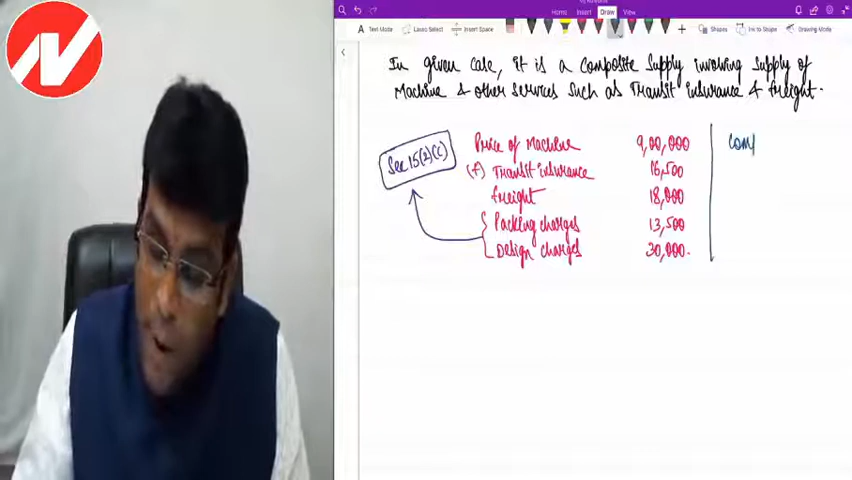 Home Insert Draw View
Text Mode Lasso Select Insert Space Shapes Ink to Shape Drawing Mode
In given case, it is a composite supply involving supply of
Machine & other services such as Transit insurance & freight.
Sec 15(2)(c)
Price of Machine 9,00,000
(+) Transit insurance 16,500
freight 18,000
Packing charges 13,500
Design charges 30,000.
Com